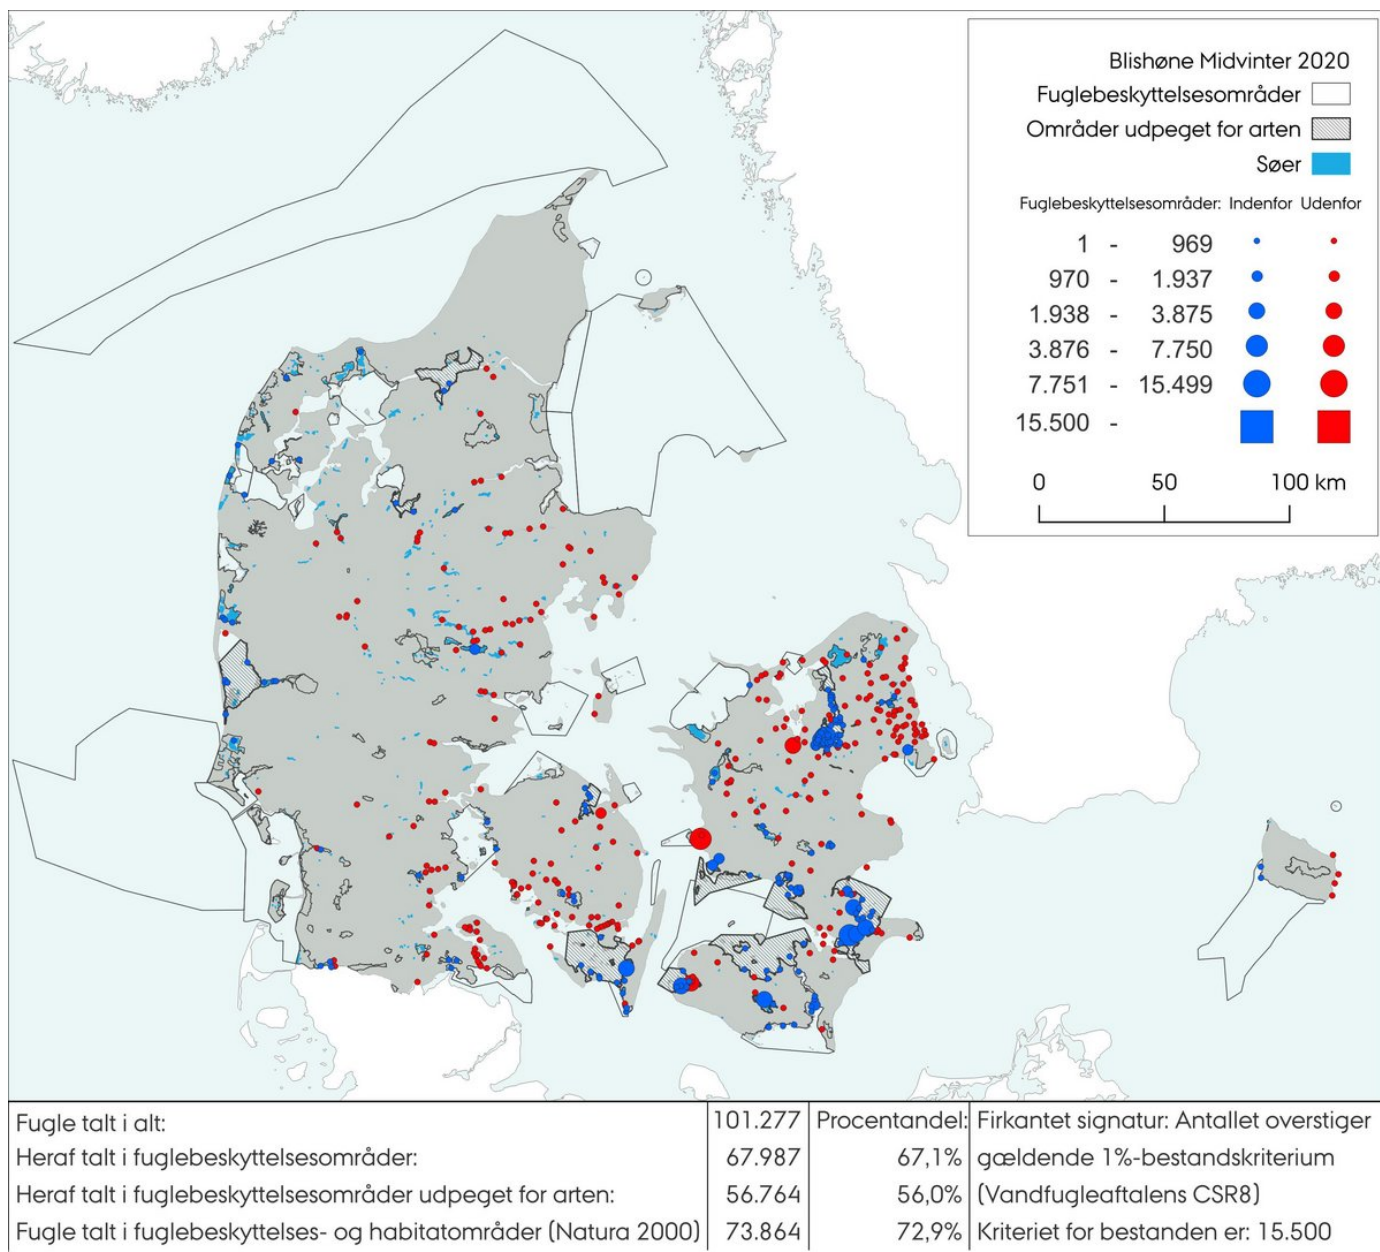 Blishøne Midvinter 2020
Fuglebeskyttelsesområder
Områder udpeget for arten
Søer
Fuglebeskyttelsesområder: Indenfor Udenfor
1 - 969
970 - 1.937
1.938 - 3.875
3.876 - 7.750
7.751 - 15.499
15.500 -
0 50 100 km
Fugle talt i alt: 101.277 Procentandel: Firkantet signatur: Antallet overstiger
Heraf talt i fuglebeskyttelsesområder: 67.987 67,1% gældende 1%-bestandskriterium
Heraf talt i fuglebeskyttelsesområder udpeget for arten: 56.764 56,0% (Vandfugleaftalens CSR8)
Fugle talt i fuglebeskyttelses- og habitatområder (Natura 2000) 73.864 72,9% Kriteriet for bestanden er: 15.500